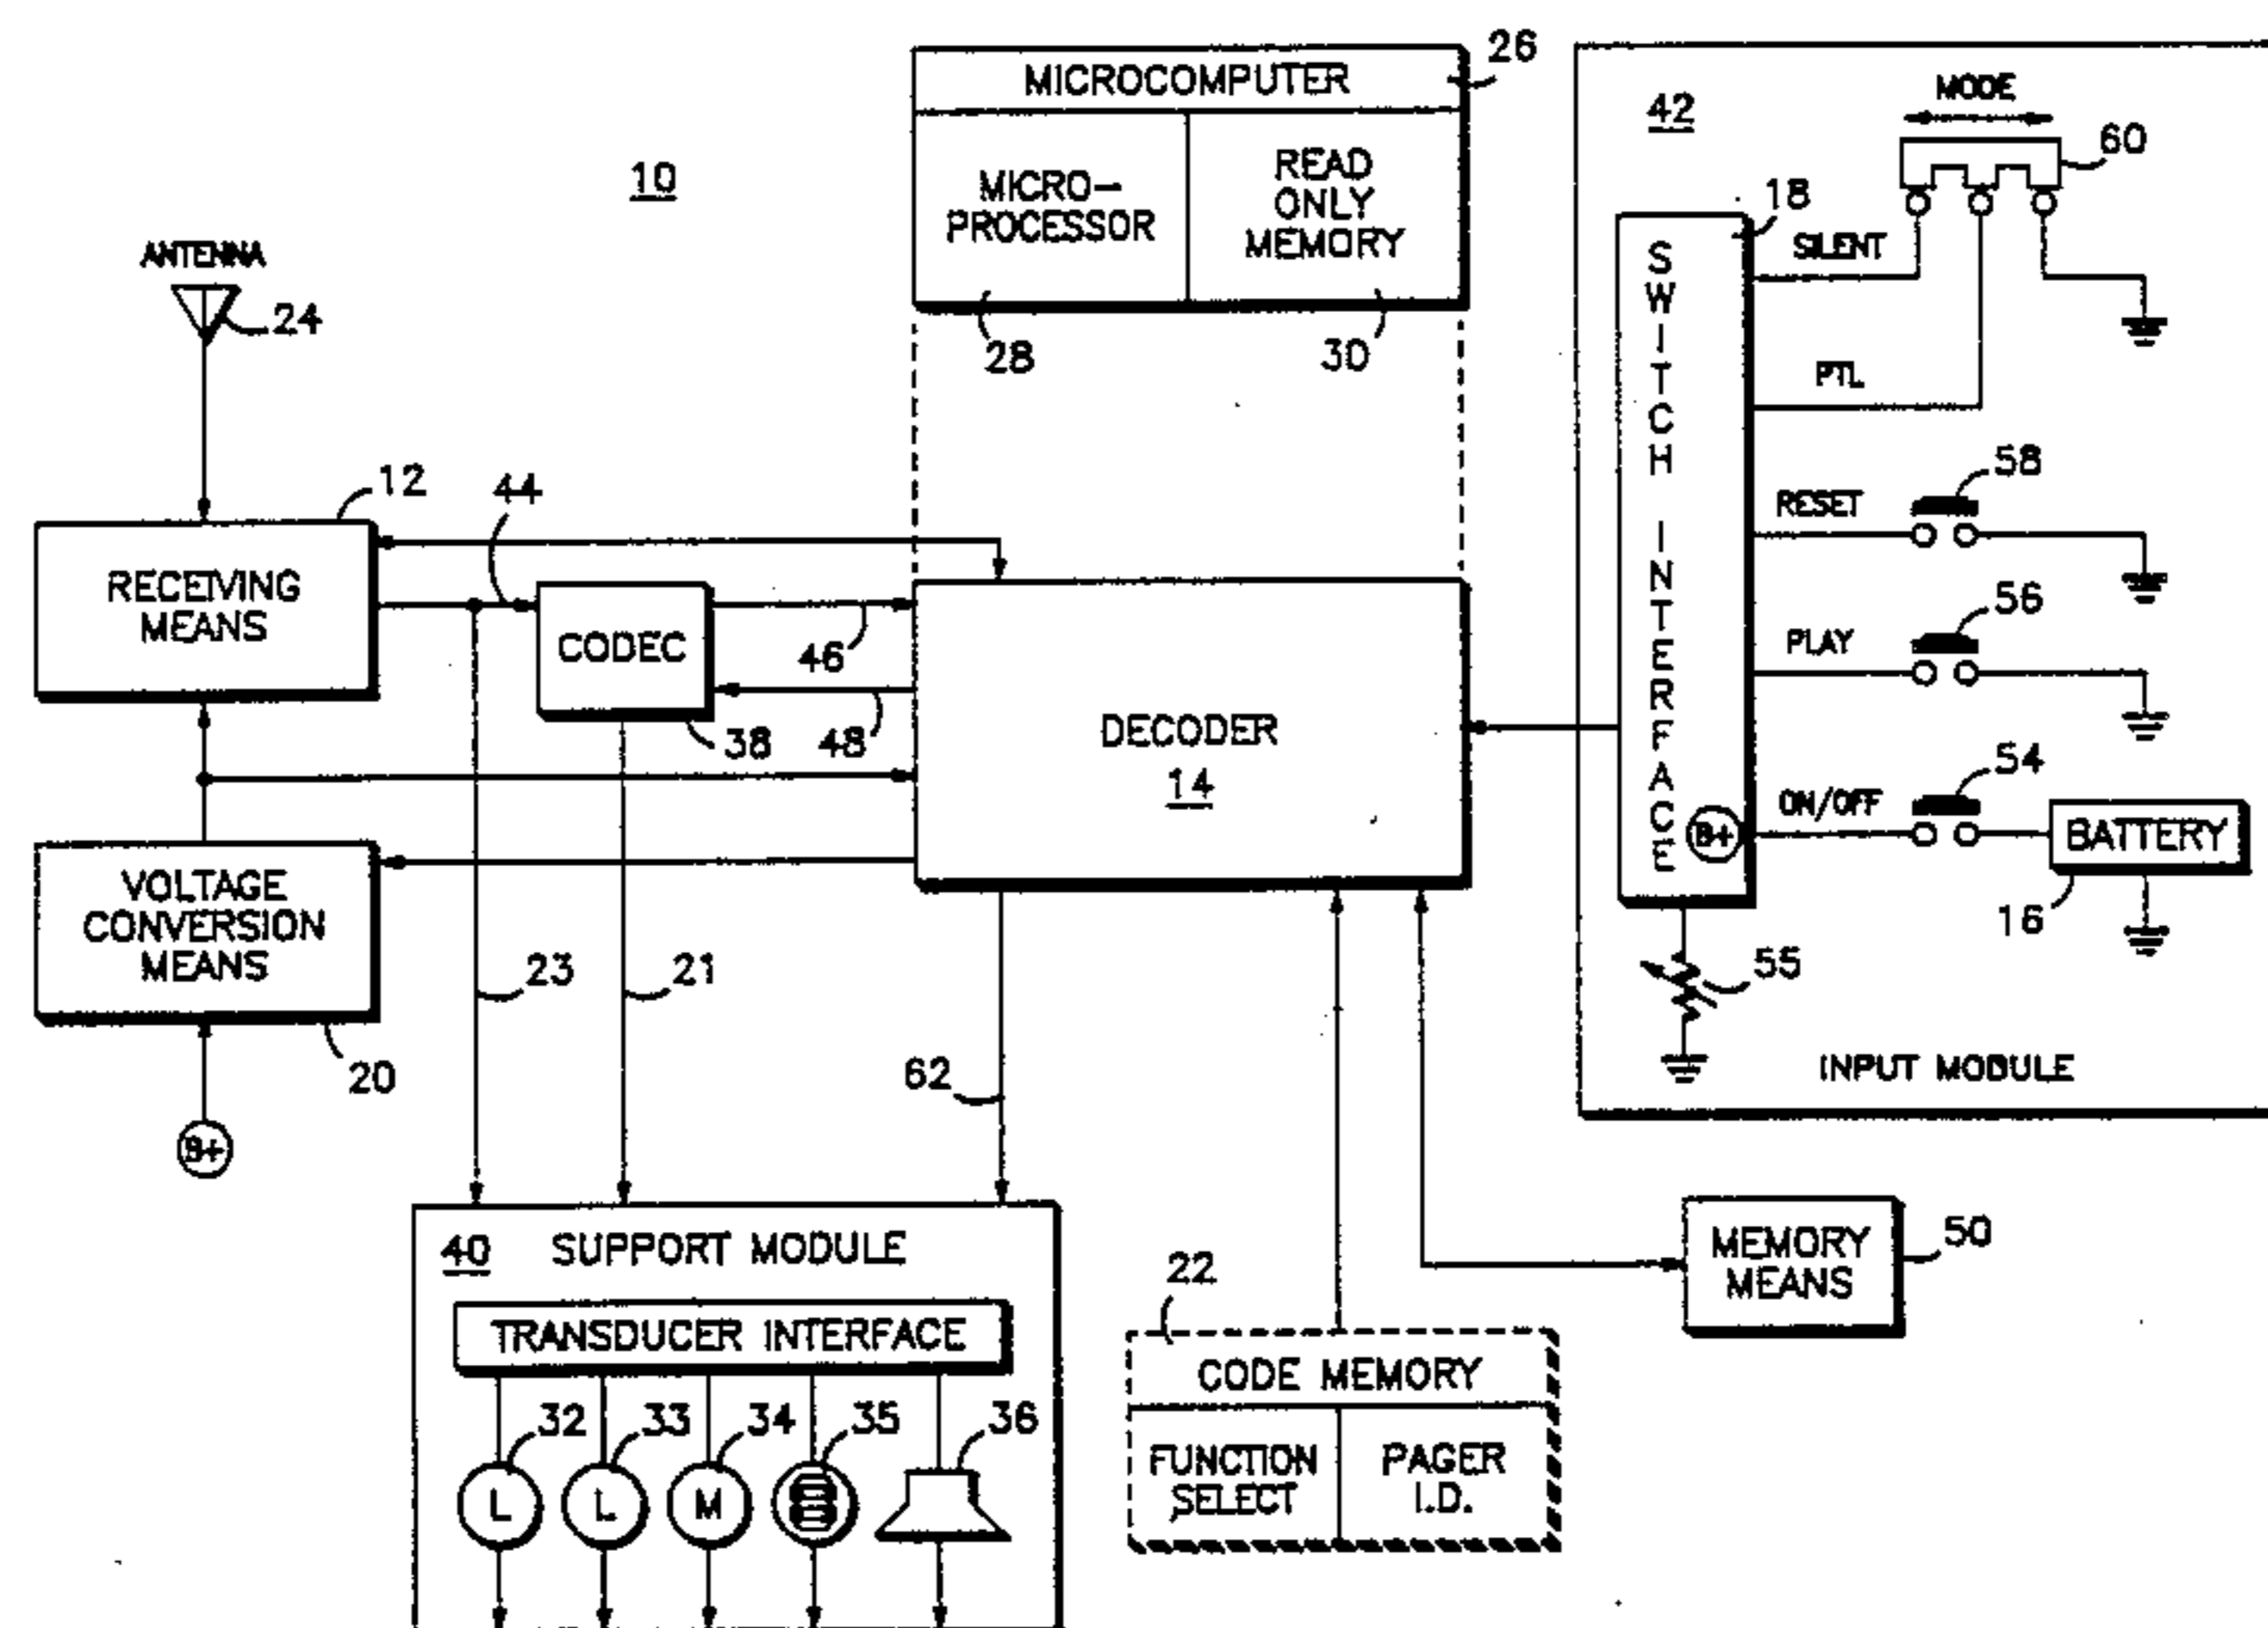 10
MICROCOMPUTER
26
MICRO-
PROCESSOR
READ
ONLY
MEMORY
28
30
ANTENNA
24
RECEIVING
MEANS
12
44
CODEC
38
46
48
DECODER
14
VOLTAGE
CONVERSION
MEANS
20
B+
23
21
62
40
SUPPORT MODULE
TRANSDUCER INTERFACE
32
33
34
35
36
L
L
M
22
CODE MEMORY
FUNCTION
SELECT
PAGER
I.D.
MEMORY
MEANS
50
42
MODE
60
18
SWITCH INTERFACE
SILENT
PTL
RESET
58
PLAY
56
ON/OFF
54
B+
BATTERY
16
55
INPUT MODULE